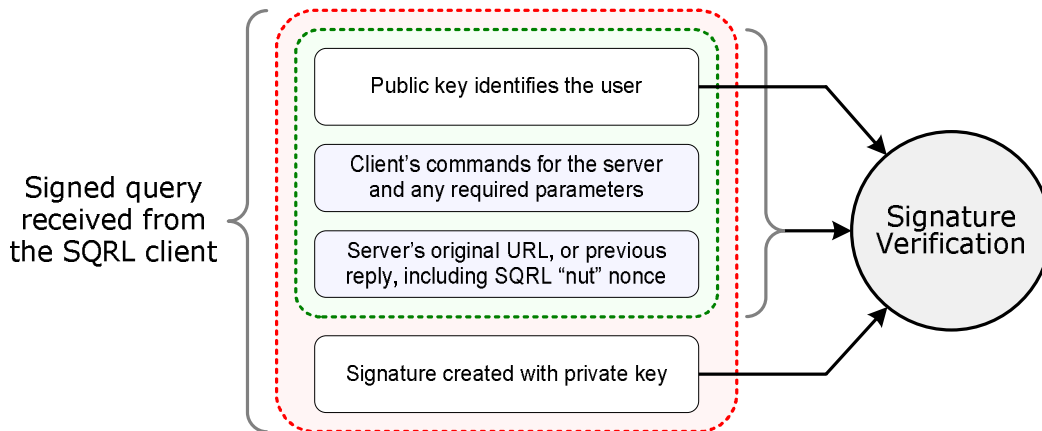 Public key identifies the user
Client’s commands for the server
and any required parameters
Signed query
received from
the SQRL client
Server’s original URL, or previous
reply, including SQRL “nut” nonce
Signature created with private key
Signature
Verification